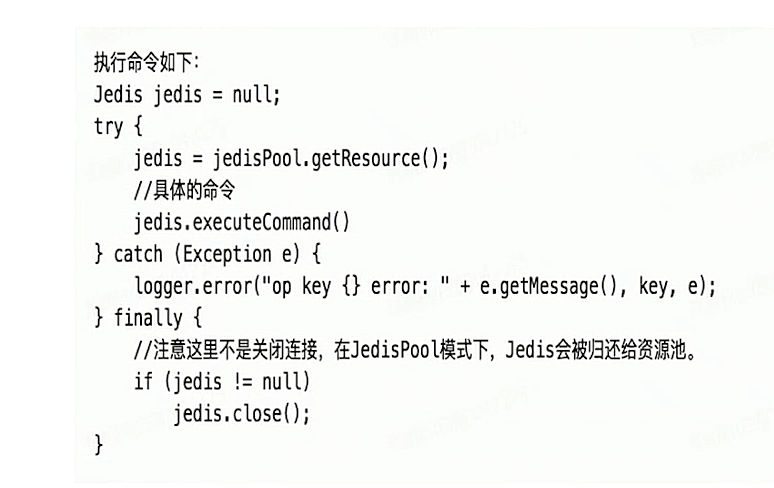 执行命令如下：
Jedis jedis = null;
try {
    jedis = jedisPool.getResource();
    //具体的命令
    jedis.executeCommand()
} catch (Exception e) {
    logger.error("op key {} error: " + e.getMessage(), key, e);
} finally {
    //注意这里不是关闭连接，在JedisPool模式下，Jedis会被归还给资源池。
    if (jedis != null)
        jedis.close();
}